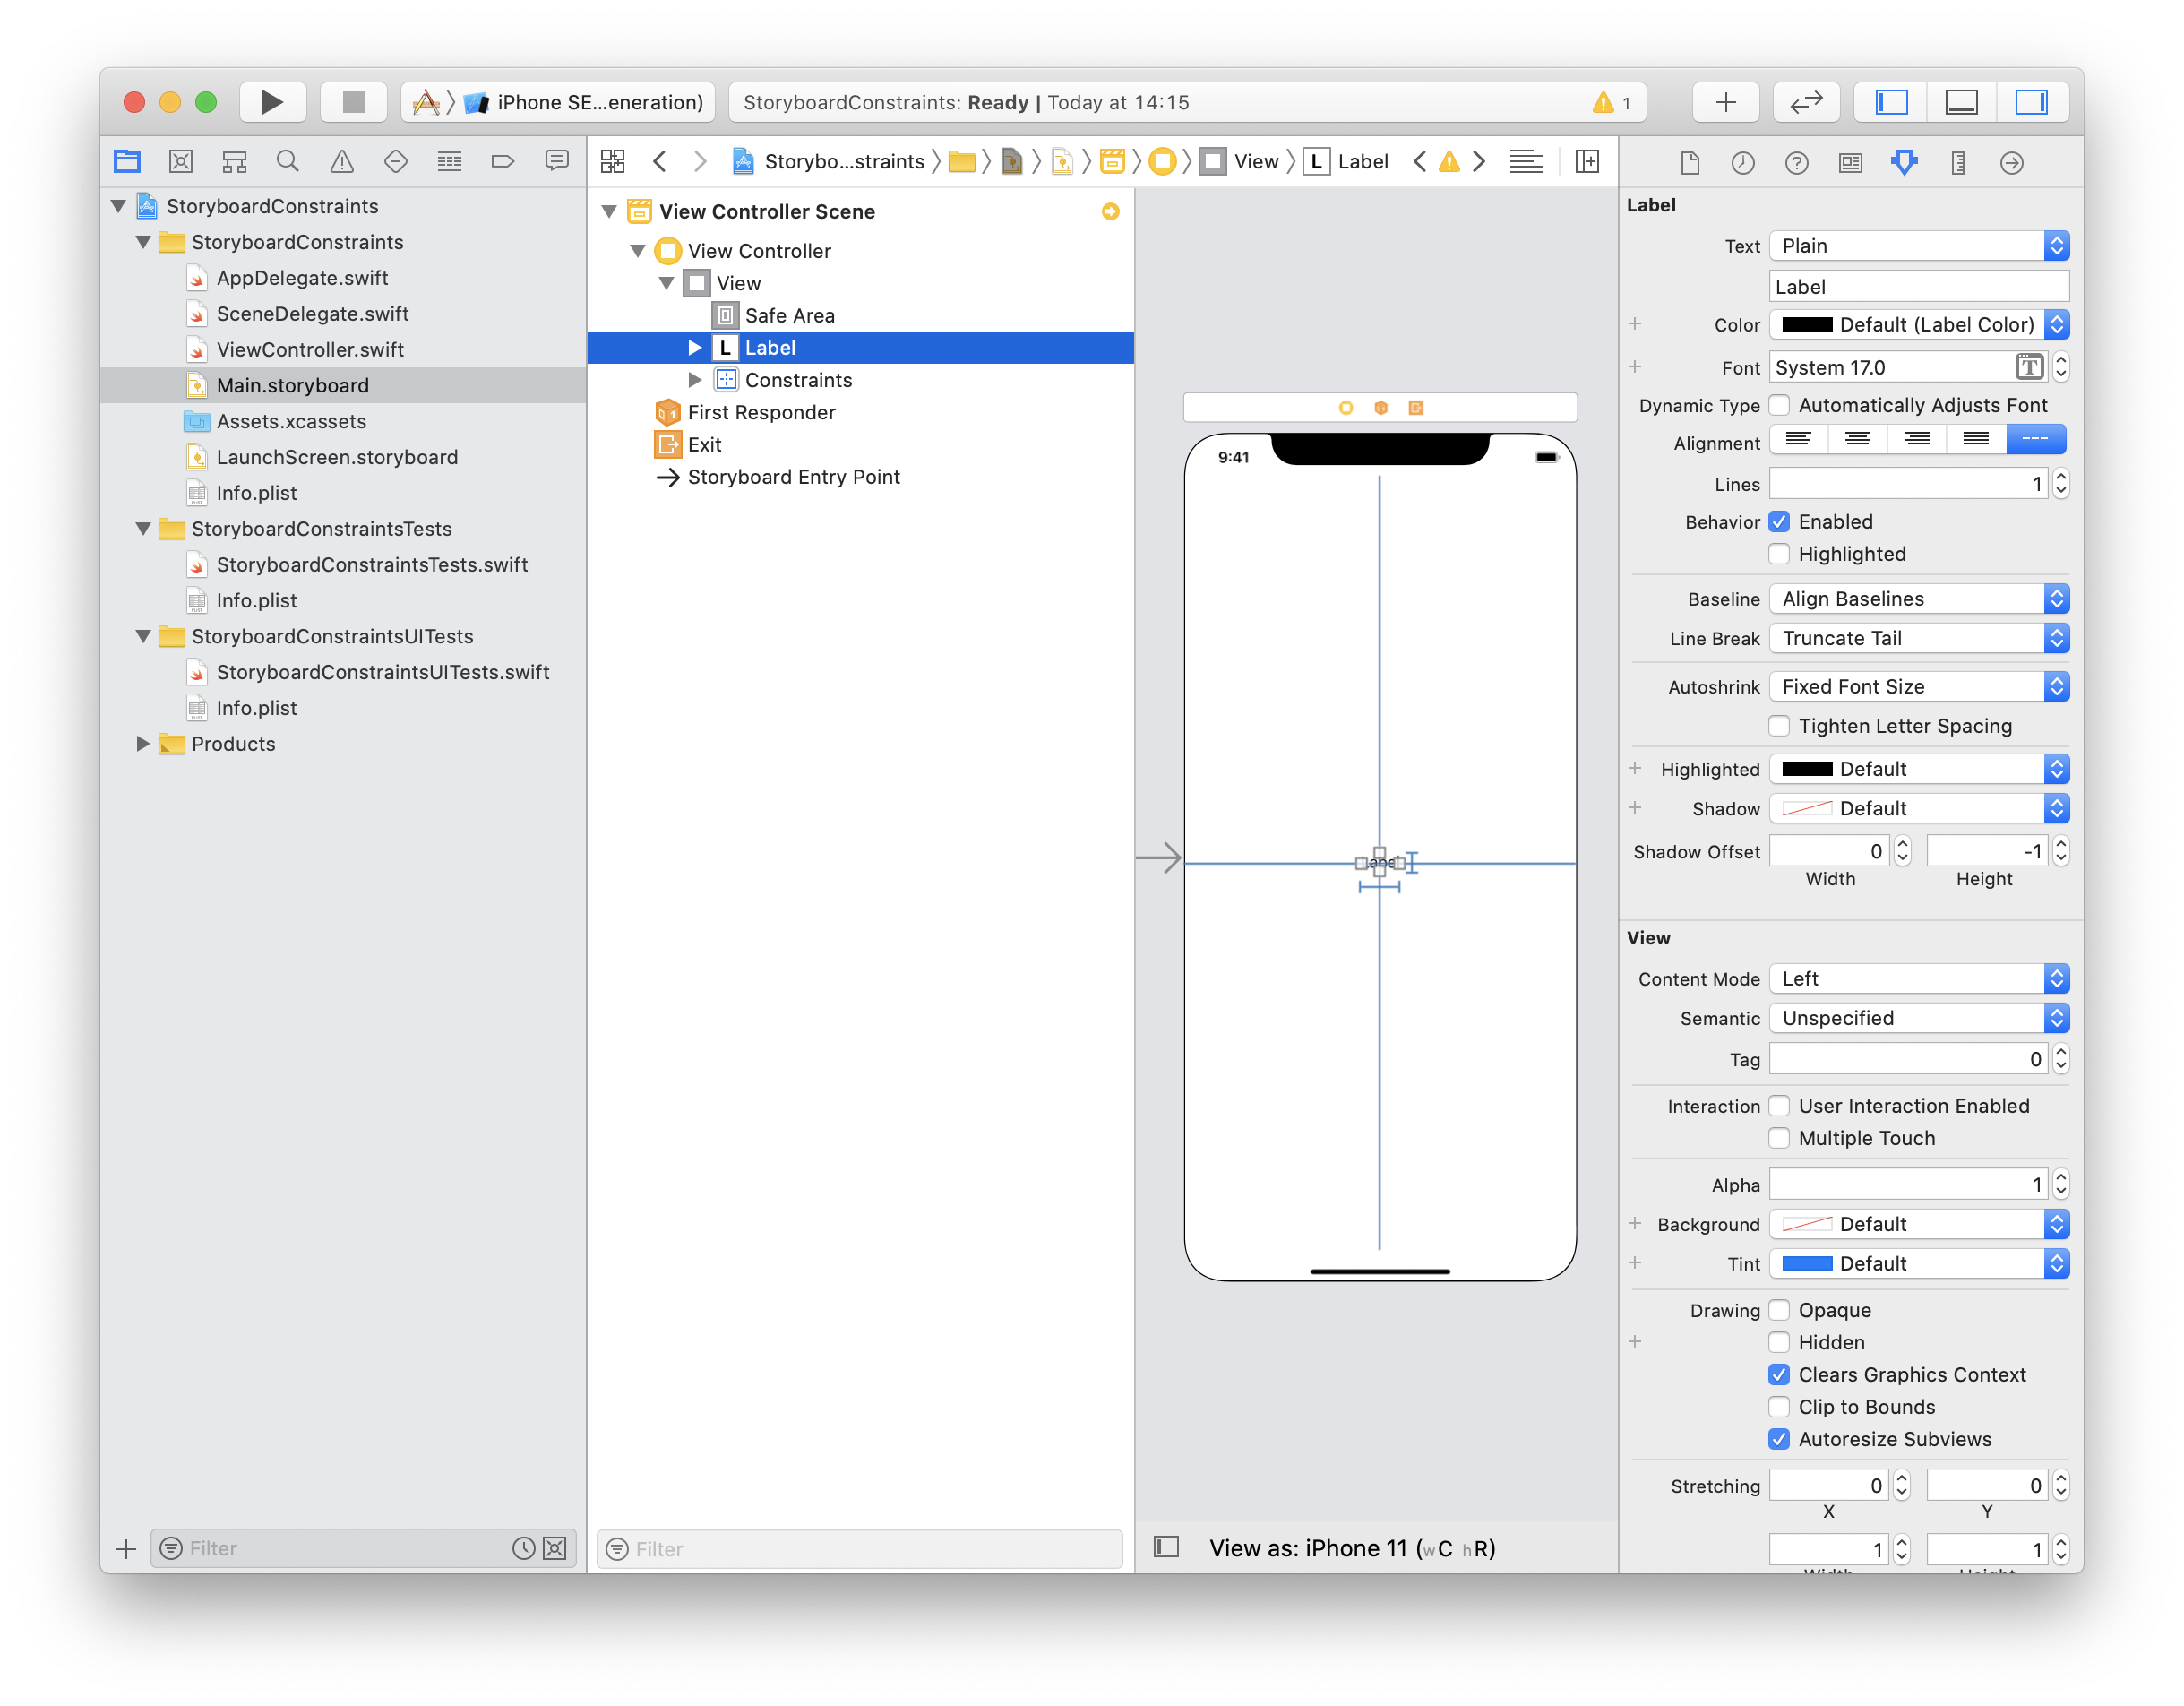 iPhone SE...eneration)
StoryboardConstraints: Ready | Today at 14:15
1
Storybo...straints
View
L Label
StoryboardConstraints
StoryboardConstraints
AppDelegate.swift
SceneDelegate.swift
ViewController.swift
Main.storyboard
Assets.xcassets
LaunchScreen.storyboard
Info.plist
StoryboardConstraintsTests
StoryboardConstraintsTests.swift
Info.plist
StoryboardConstraintsUITests
StoryboardConstraintsUITests.swift
Info.plist
Products
Filter
View Controller Scene
View Controller
View
Safe Area
L Label
Constraints
First Responder
Exit
Storyboard Entry Point
Filter
9:41
View as: iPhone 11 (wC hR)
Label
Text Plain
Label
Color Default (Label Color)
Font System 17.0 T
Dynamic Type Automatically Adjusts Font
Alignment ---
Lines 1
Behavior Enabled
Highlighted
Baseline Align Baselines
Line Break Truncate Tail
Autoshrink Fixed Font Size
Tighten Letter Spacing
Highlighted Default
Shadow Default
Shadow Offset 0 -1
Width Height
View
Content Mode Left
Semantic Unspecified
Tag 0
Interaction User Interaction Enabled
Multiple Touch
Alpha 1
Background Default
Tint Default
Drawing Opaque
Hidden
Clears Graphics Context
Clip to Bounds
Autoresize Subviews
Stretching 0 0
X Y
1 1
Width Height